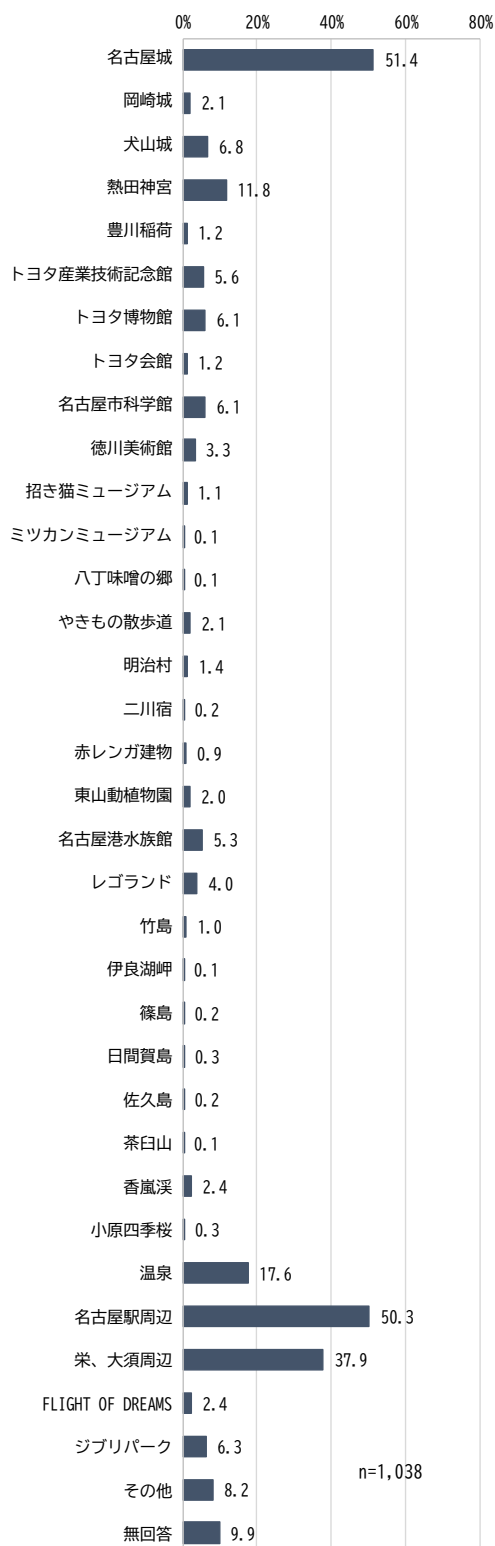 0% 20% 40% 60% 80%
名古屋城 51.4
岡崎城 2.1
犬山城 6.8
熱田神宮 11.8
豊川稲荷 1.2
トヨタ産業技術記念館 5.6
トヨタ博物館 6.1
トヨタ会館 1.2
名古屋市科学館 6.1
徳川美術館 3.3
招き猫ミュージアム 1.1
ミツカンミュージアム 0.1
八丁味噌の郷 0.1
やきもの散歩道 2.1
明治村 1.4
二川宿 0.2
赤レンガ建物 0.9
東山動植物園 2.0
名古屋港水族館 5.3
レゴランド 4.0
竹島 1.0
伊良湖岬 0.1
篠島 0.2
日間賀島 0.3
佐久島 0.2
茶臼山 0.1
香嵐渓 2.4
小原四季桜 0.3
温泉 17.6
名古屋駅周辺 50.3
栄、大須周辺 37.9
FLIGHT OF DREAMS 2.4
ジブリパーク 6.3
n=1,038
その他 8.2
無回答 9.9